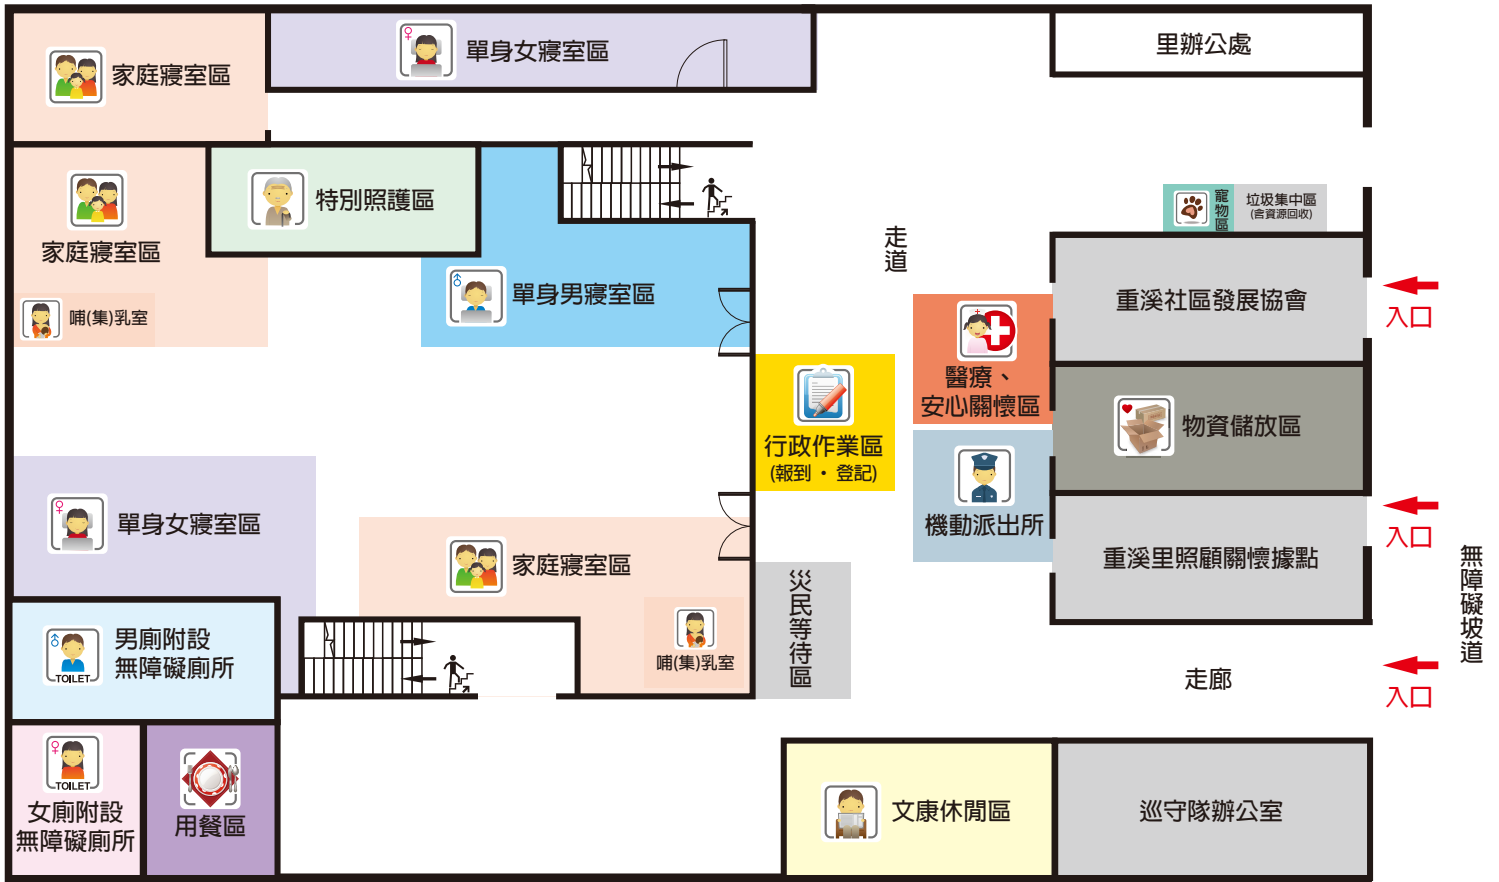 家庭寢室區
單身女寢室區
里辦公處
家庭寢室區
特別照護區
寵物區
垃圾集中區
(含資源回收)
哺(集)乳室
單身男寢室區
走道
重溪社區發展協會
入口
醫療、
安心關懷區
行政作業區
(報到・登記)
物資儲放區
機動派出所
入口
單身女寢室區
家庭寢室區
重溪里照顧關懷據點
無障礙坡道
災民等待區
哺(集)乳室
TOILET
男廁附設
無障礙廁所
走廊
入口
TOILET
女廁附設
無障礙廁所
用餐區
文康休閒區
巡守隊辦公室